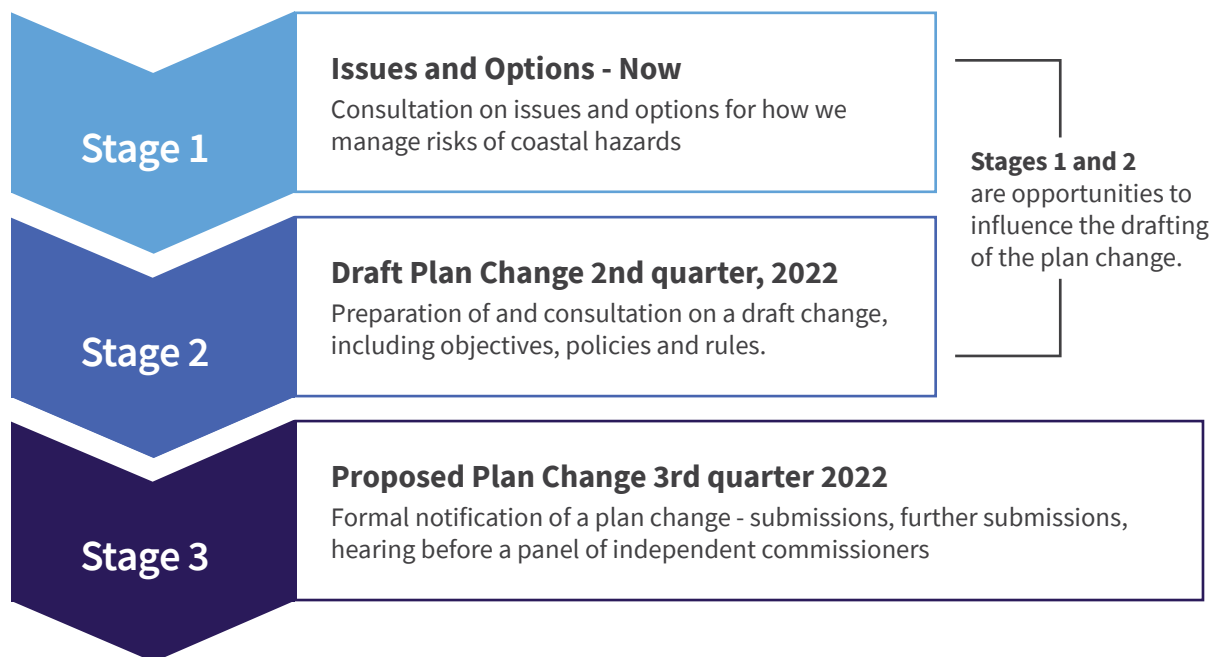 Stage 1
Issues and Options - Now
Consultation on issues and options for how we
manage risks of coastal hazards
Stages 1 and 2
are opportunities to
influence the drafting
of the plan change.
Stage 2
Draft Plan Change 2nd quarter, 2022
Preparation of and consultation on a draft change,
including objectives, policies and rules.
Stage 3
Proposed Plan Change 3rd quarter 2022
Formal notification of a plan change - submissions, further submissions,
hearing before a panel of independent commissioners